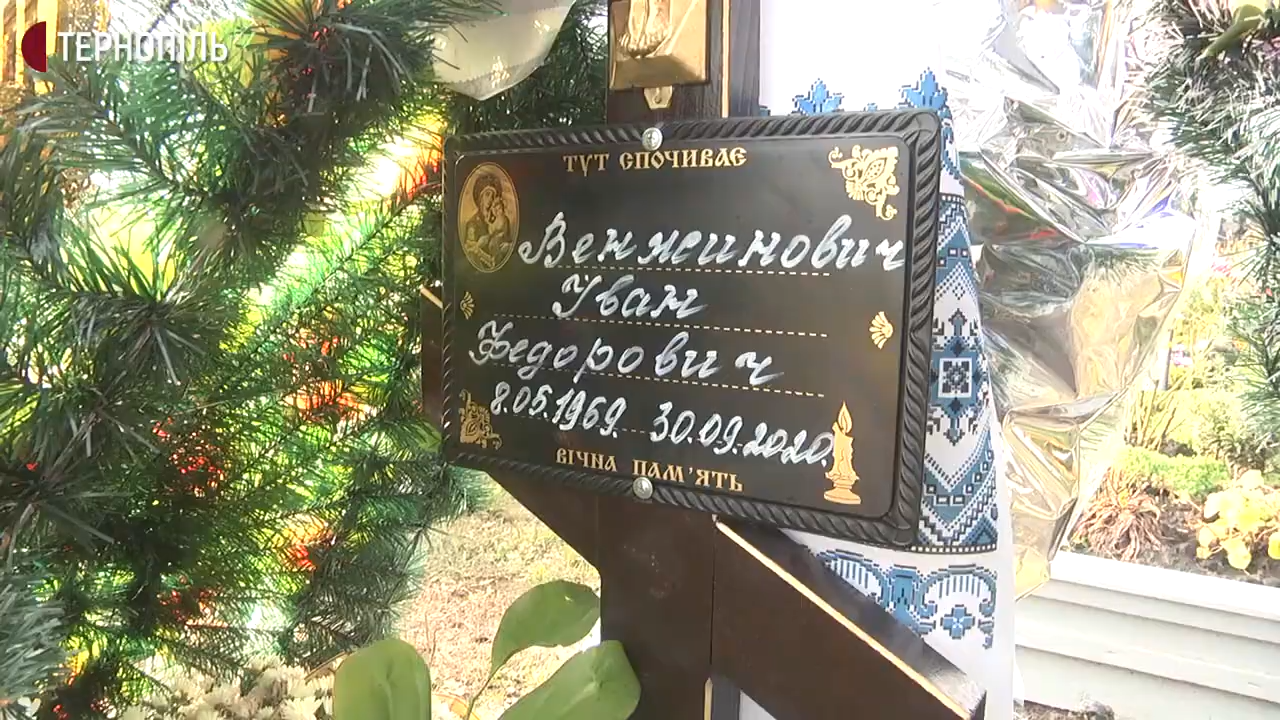 ТЕРНОПІЛЬ
ТУТ СПОЧИВАЄ
Венжинович
Іван
Федорович
8.05.1969. 30.09.2020.
ВІЧНА ПАМ'ЯТЬ